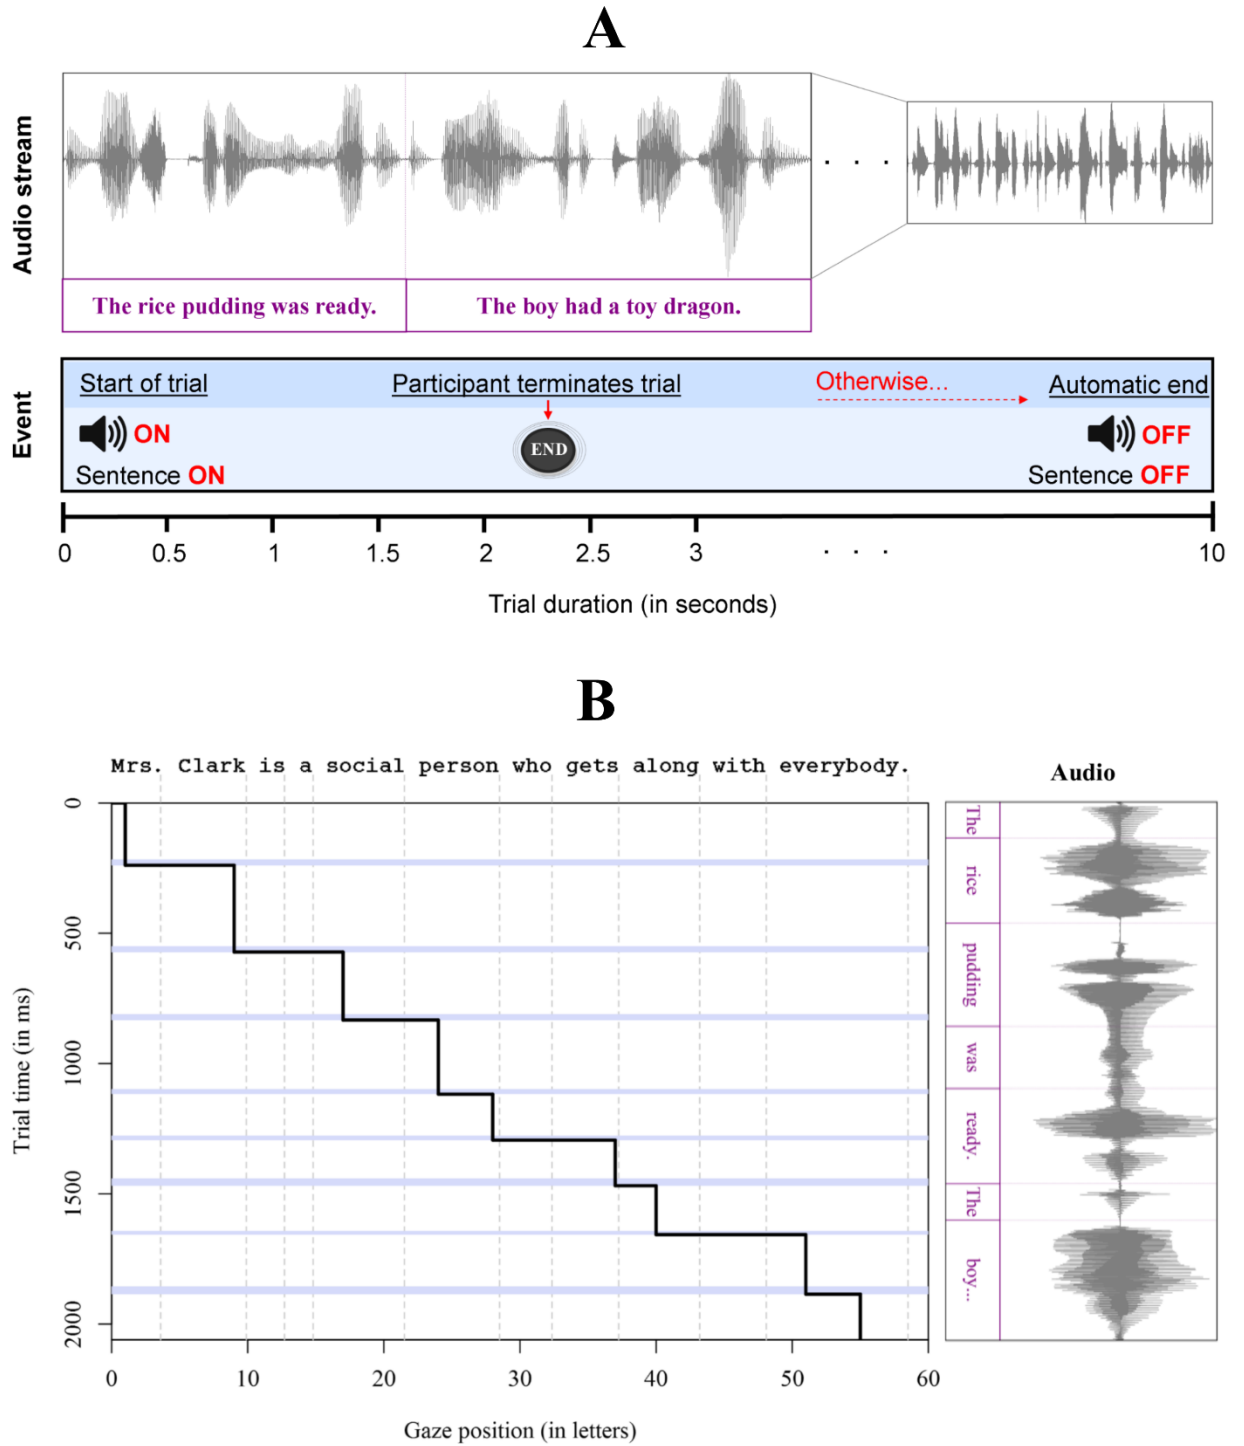 A
Audio stream
The rice pudding was ready. The boy had a toy dragon.
. . .
Event
Start of trial Participant terminates trial Otherwise... Automatic end
ON END OFF
Sentence ON Sentence OFF
0 0.5 1 1.5 2 2.5 3 . . . 10
Trial duration (in seconds)
B
Mrs. Clark is a social person who gets along with everybody.
Audio
Trial time (in ms)
0
500
1000
1500
2000
0 10 20 30 40 50 60
Gaze position (in letters)
The
rice
pudding
was
ready.
The
boy...